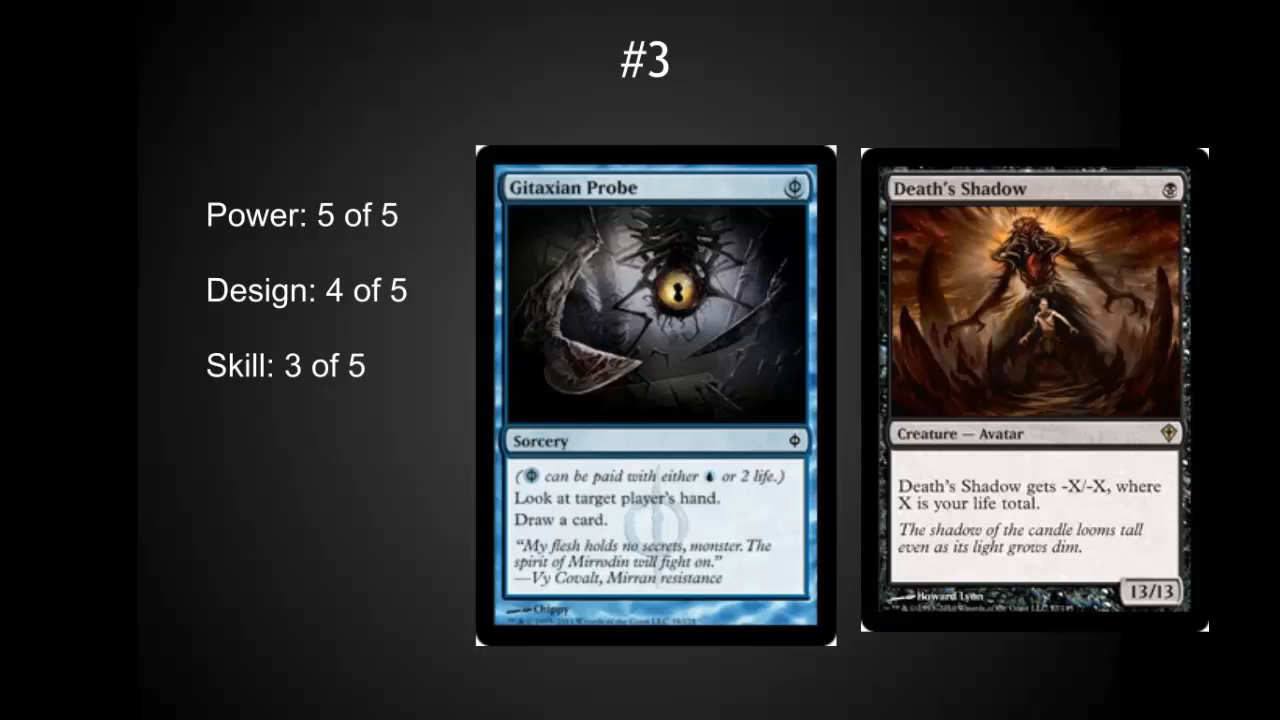 #3
Power: 5 of 5
Design: 4 of 5
Skill: 3 of 5
Gitaxian Probe
Sorcery
( can be paid with either or 2 life.)
Look at target player's hand.
Draw a card.
"My flesh holds no secrets, monster. The
spirit of Mirrodin will fight on."
—Vy Covalt, Mirran resistance
Chippy
Death's Shadow
Creature — Avatar
Death's Shadow gets -X/-X, where
X is your life total.
The shadow of the candle looms tall
even as its light grows dim.
13/13
Howard Lyon